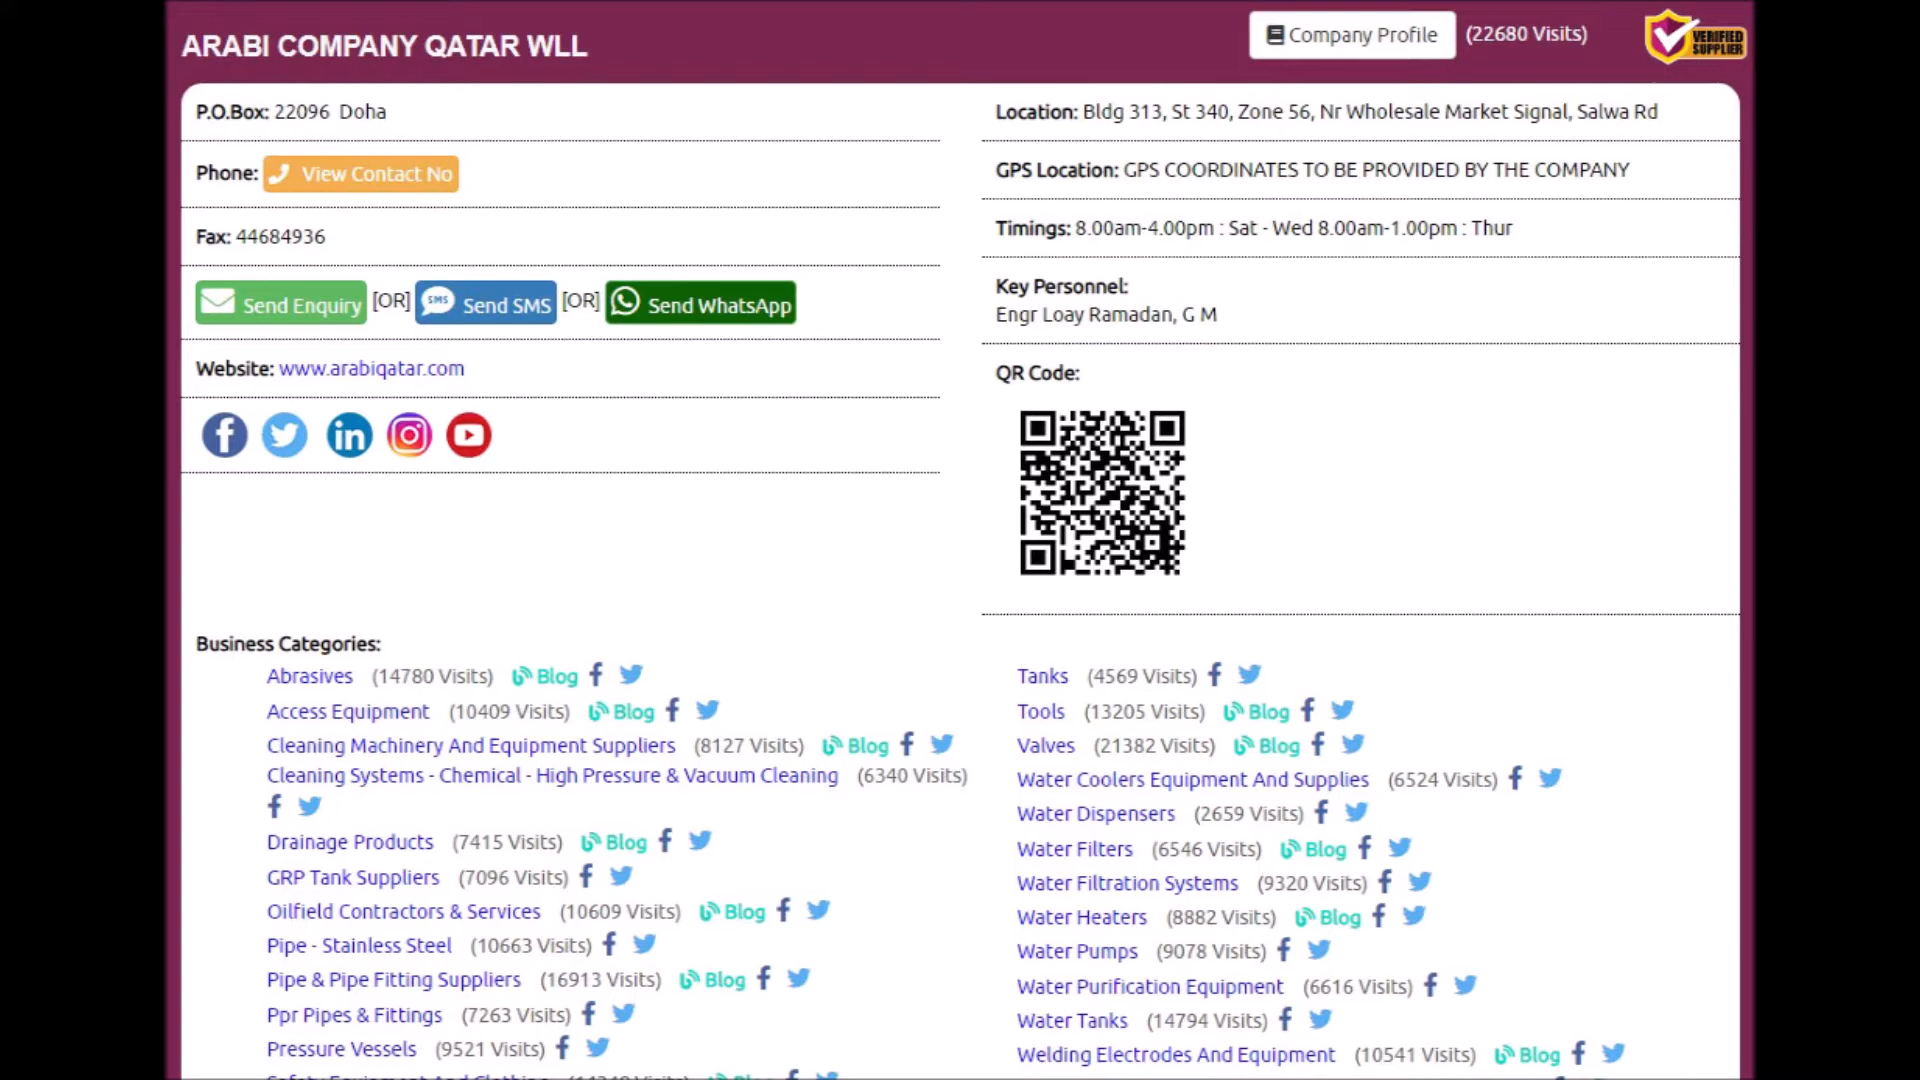 ARABI COMPANY QATAR WLL
Company Profile (22680 Visits)
VERIFIED
SUPPLIER
P.O.Box: 22096 Doha
Phone: View Contact No
Fax: 44684936
Send Enquiry [OR] SMS Send SMS [OR] Send WhatsApp
Website: www.arabiqatar.com
Location: Bldg 313, St 340, Zone 56, Nr Wholesale Market Signal, Salwa Rd
GPS Location: GPS COORDINATES TO BE PROVIDED BY THE COMPANY
Timings: 8.00am-4.00pm : Sat - Wed 8.00am-1.00pm : Thur
Key Personnel:
Engr Loay Ramadan, G M
QR Code:
Business Categories:
Abrasives (14780 Visits) Blog
Access Equipment (10409 Visits) Blog
Cleaning Machinery And Equipment Suppliers (8127 Visits) Blog
Cleaning Systems - Chemical - High Pressure & Vacuum Cleaning (6340 Visits)
Drainage Products (7415 Visits) Blog
GRP Tank Suppliers (7096 Visits)
Oilfield Contractors & Services (10609 Visits) Blog
Pipe - Stainless Steel (10663 Visits)
Pipe & Pipe Fitting Suppliers (16913 Visits) Blog
Ppr Pipes & Fittings (7263 Visits)
Pressure Vessels (9521 Visits)
Safety Equipment And Clothing
Tanks (4569 Visits)
Tools (13205 Visits) Blog
Valves (21382 Visits) Blog
Water Coolers Equipment And Supplies (6524 Visits)
Water Dispensers (2659 Visits)
Water Filters (6546 Visits) Blog
Water Filtration Systems (9320 Visits)
Water Heaters (8882 Visits) Blog
Water Pumps (9078 Visits)
Water Purification Equipment (6616 Visits)
Water Tanks (14794 Visits)
Welding Electrodes And Equipment (10541 Visits) Blog